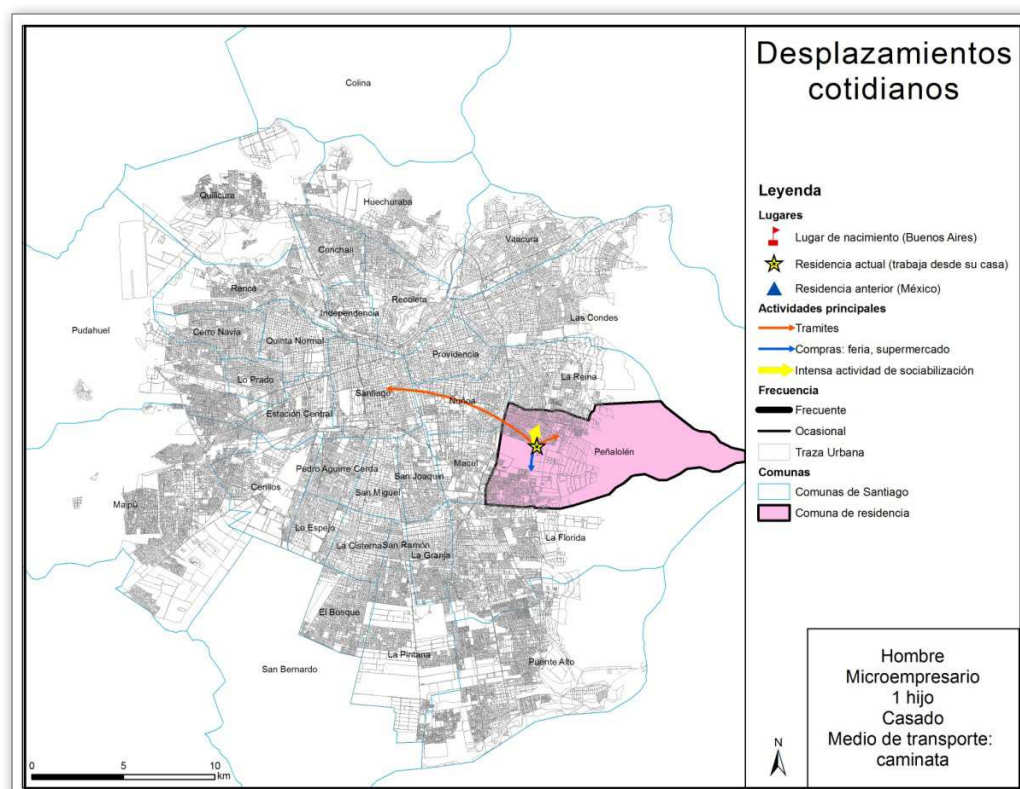 Desplazamientos
cotidianos
Leyenda
Lugares
Lugar de nacimiento (Buenos Aires)
Residencia actual (trabaja desde su casa)
Residencia anterior (México)
Actividades principales
Tramites
Compras: feria, supermercado
Intensa actividad de sociabilización
Frecuencia
Frecuente
Ocasional
Traza Urbana
Comunas
Comunas de Santiago
Comuna de residencia
Colina
Quilicura
Huechuraba
Vitacura
Conchalí
Renca
Recoleta
Independencia
Las Condes
Pudahuel
Cerro Navia
Quinta Normal
Providencia
Lo Prado
La Reina
Santiago
Ñuñoa
Estación Central
Peñalolén
Macul
Pedro Aguirre Cerda
San Joaquín
Cerillos
San Miguel
Maipú
Lo Espejo
La Florida
La Cisterna
San Ramón
La Granja
El Bosque
La Pintana
San Bernardo
Puente Alto
0 5 10
km
N
Hombre
Microempresario
1 hijo
Casado
Medio de transporte:
caminata